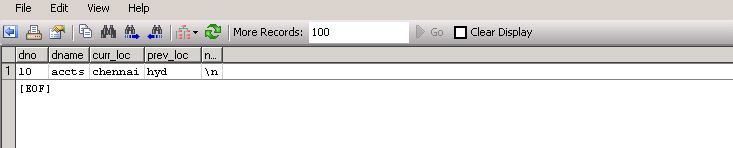 File Edit View Help
More Records: 100 Go Clear Display
dno dname curr_loc prev_loc n...
1 10 accts chennai hyd \n
[EOF]